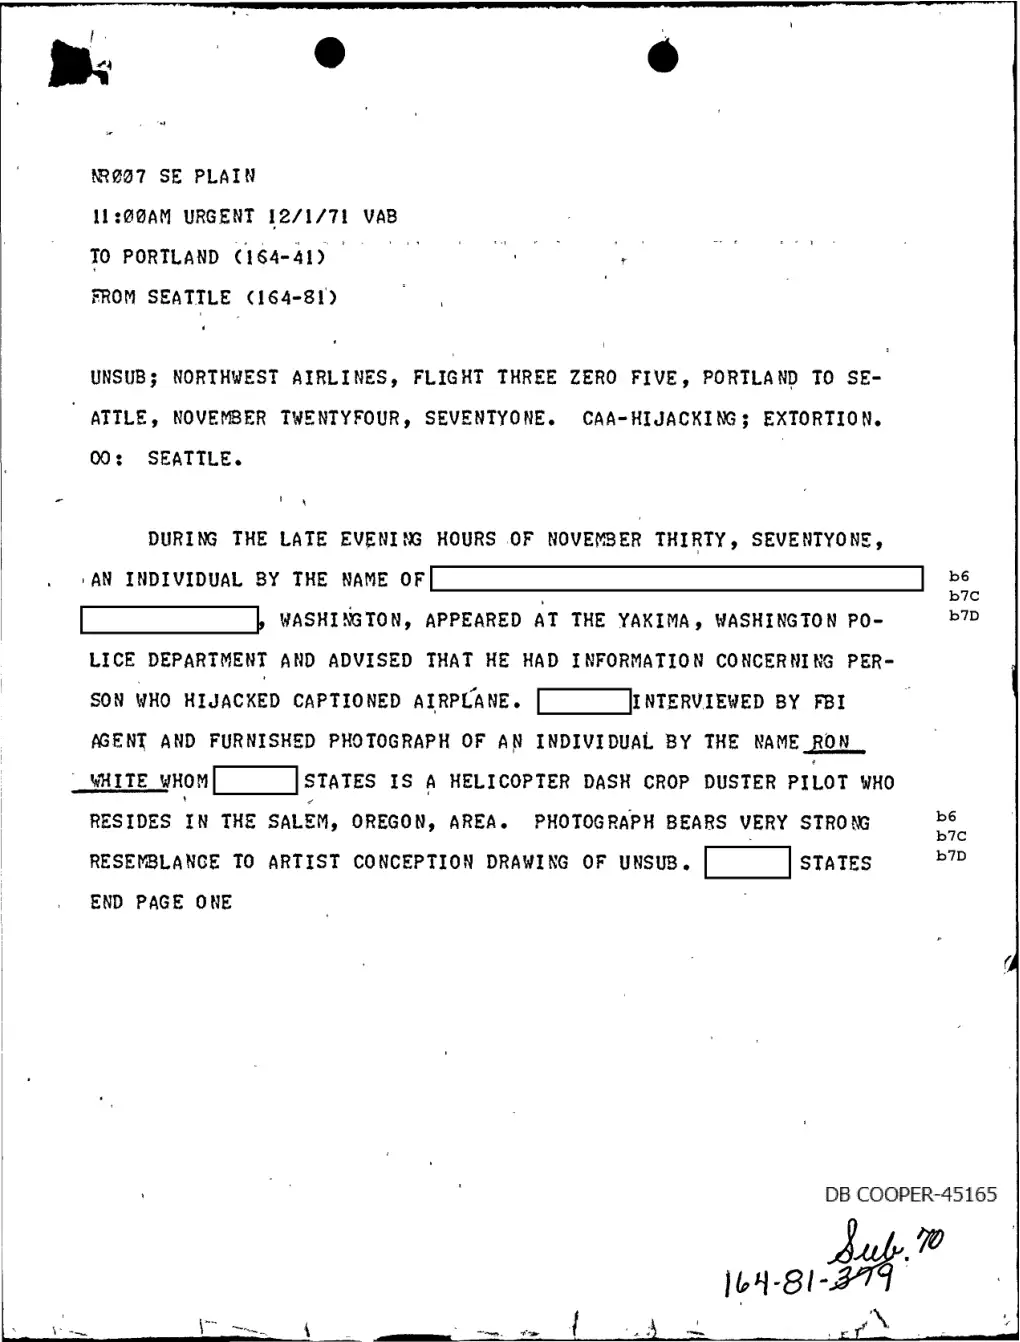 NR007 SE PLAIN
11:00AM URGENT 12/1/71 VAB
TO PORTLAND (164-41)
FROM SEATTLE (164-81)
UNSUB; NORTHWEST AIRLINES, FLIGHT THREE ZERO FIVE, PORTLAND TO SE-
ATTLE, NOVEMBER TWENTYFOUR, SEVENTYONE. CAA-HIJACKING; EXTORTION.
OO: SEATTLE.
DURING THE LATE EVENING HOURS OF NOVEMBER THIRTY, SEVENTYONE,
AN INDIVIDUAL BY THE NAME OF b6
b7C
, WASHINGTON, APPEARED AT THE YAKIMA, WASHINGTON PO- b7D
LICE DEPARTMENT AND ADVISED THAT HE HAD INFORMATION CONCERNING PER-
SON WHO HIJACKED CAPTIONED AIRPLANE. INTERVIEWED BY FBI
AGENT AND FURNISHED PHOTOGRAPH OF AN INDIVIDUAL BY THE NAME RON
WHITE WHOM STATES IS A HELICOPTER DASH CROP DUSTER PILOT WHO
RESIDES IN THE SALEM, OREGON, AREA. PHOTOGRAPH BEARS VERY STRONG b6
b7C
RESEMBLANCE TO ARTIST CONCEPTION DRAWING OF UNSUB. STATES b7D
END PAGE ONE
DB COOPER-45165
Sub. 70
164-81-379